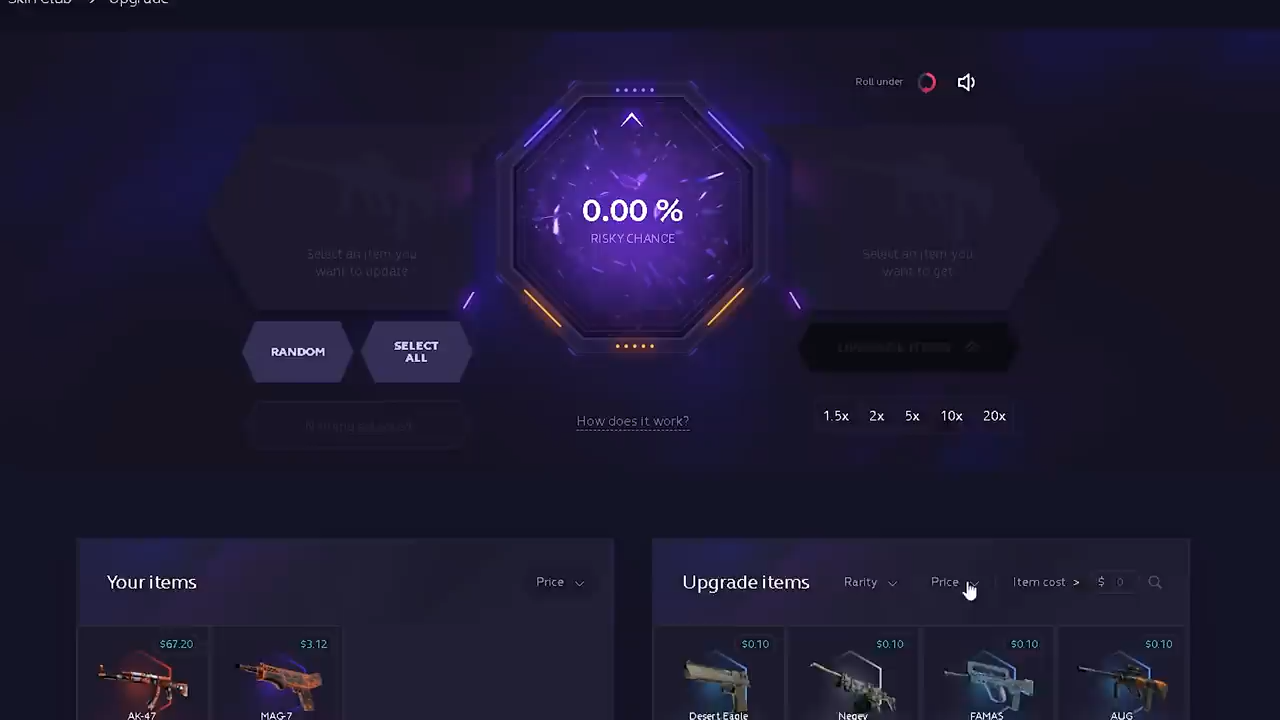 Skin Club > Upgrade
Roll under
0.00 %
RISKY CHANCE
Select an item you
want to update
Select an item you
want to get
RANDOM
SELECT
ALL
How does it work?
1.5x 2x 5x 10x 20x
Your items
Price
Upgrade items
Rarity
Price
Item cost >
$ 0
$67.20
$3.12
$0.10
$0.10
$0.10
$0.10
AK-47
MAG-7
Desert Eagle
Negev
FAMAS
AUG